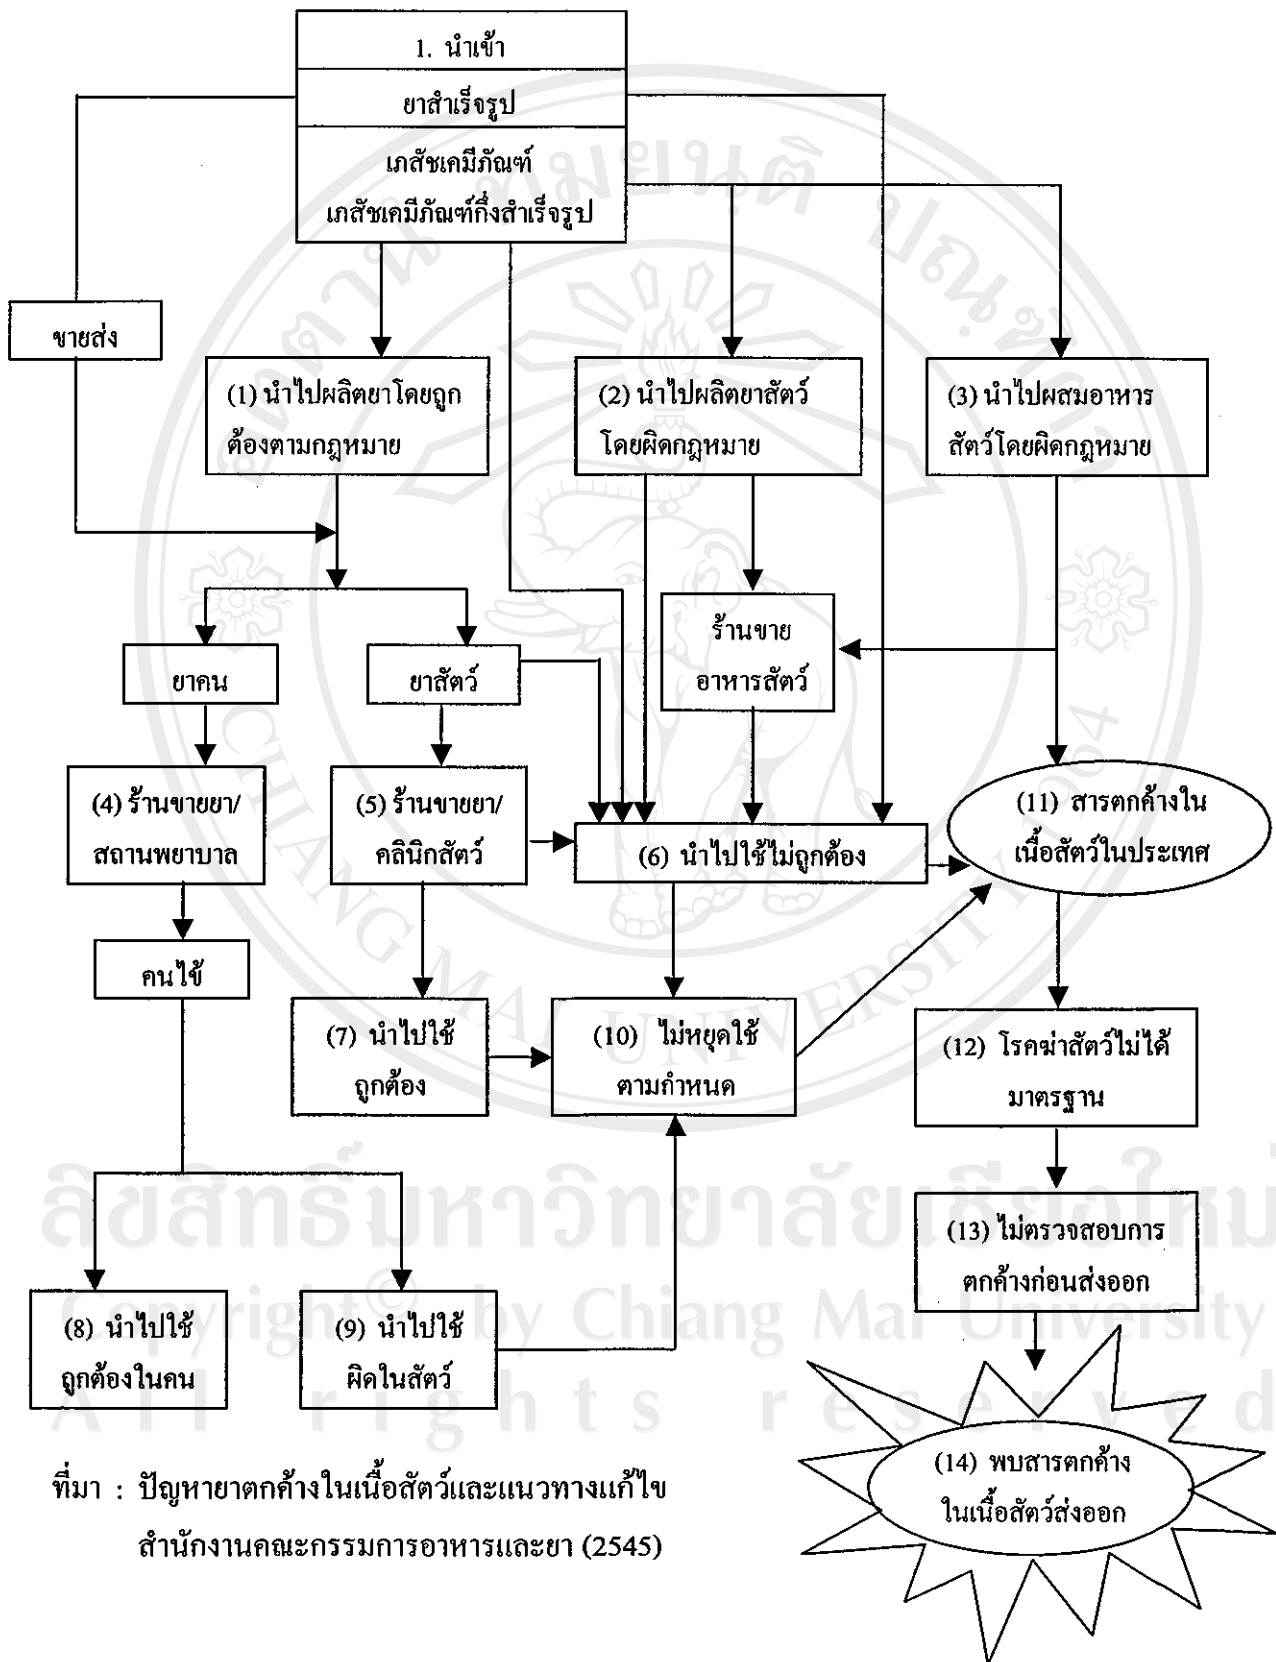 1. นำเข้า
ยาสำเร็จรูป
เภสัชเคมีภัณฑ์
เภสัชเคมีภัณฑ์กึ่งสำเร็จรูป
ขายส่ง
(1) นำไปผลิตยาโดยถูก
ต้องตามกฎหมาย
(2) นำไปผลิตยาสัตว์
โดยผิดกฎหมาย
(3) นำไปผสมอาหาร
สัตว์โดยผิดกฎหมาย
ร้านขาย
อาหารสัตว์
ยาคน
ยาสัตว์
(4) ร้านขายยา/
สถานพยาบาล
(5) ร้านขายยา/
คลินิกสัตว์
(6) นำไปใช้ไม่ถูกต้อง
(11) สารตกค้างใน
เนื้อสัตว์ในประเทศ
คนไข้
(7) นำไปใช้
ถูกต้อง
(10) ไม่หยุดใช้
ตามกำหนด
(12) โรคฆ่าสัตว์ไม่ได้
มาตรฐาน
(13) ไม่ตรวจสอบการ
ตกค้างก่อนส่งออก
(8) นำไปใช้
ถูกต้องในคน
(9) นำไปใช้
ผิดในสัตว์
(14) พบสารตกค้าง
ในเนื้อสัตว์ส่งออก
ที่มา : ปัญหายาตกค้างในเนื้อสัตว์และแนวทางแก้ไข
สำนักงานคณะกรรมการอาหารและยา (2545)
CHIANG MAI UNIVERSITY 1964
ลิขสิทธิ์มหาวิทยาลัยเชียงใหม่
Copyright© by Chiang Mai University
All rights reserved